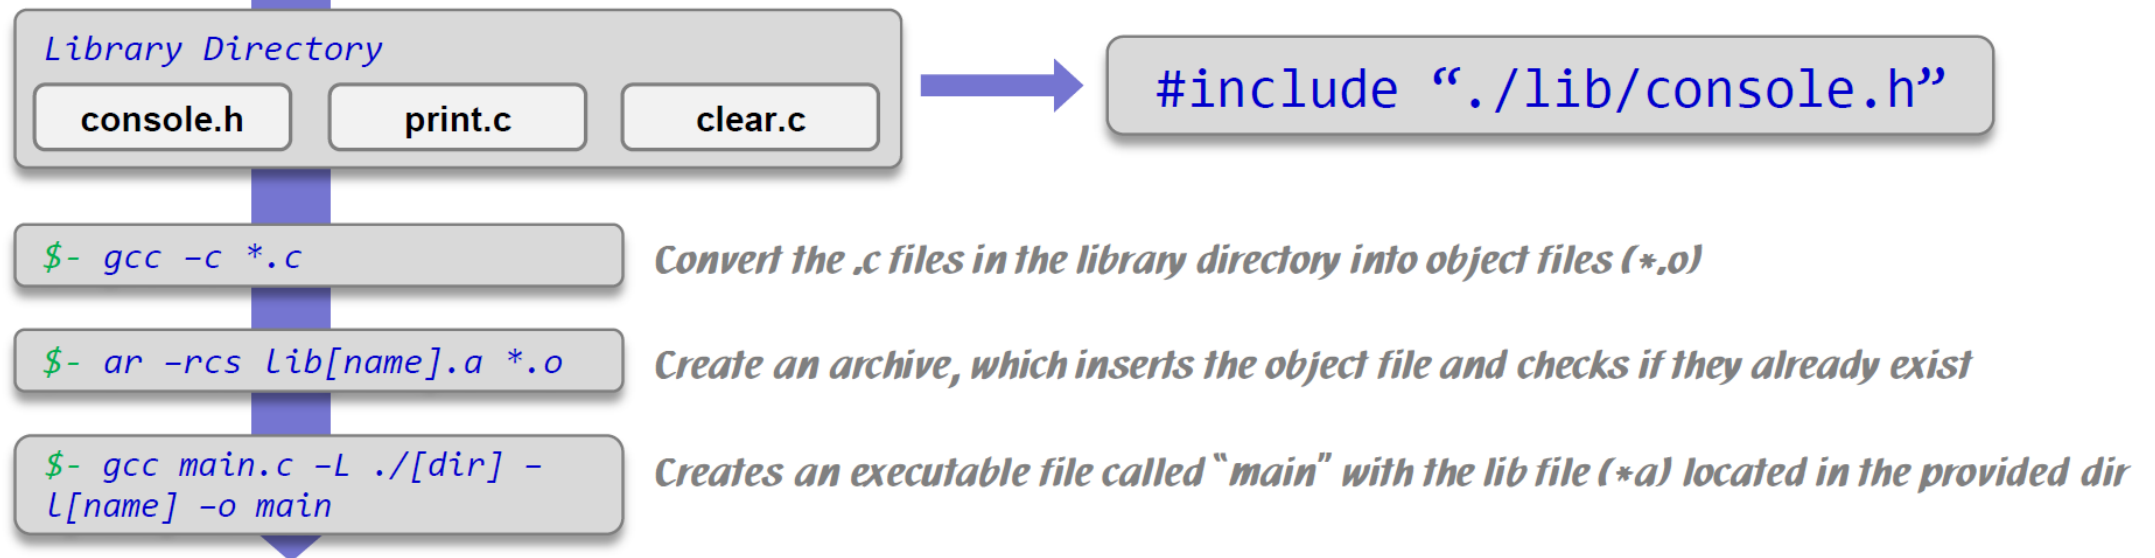 Library Directory
console.h print.c clear.c
#include “./lib/console.h”
$- gcc –c *.c
Convert the .c files in the library directory into object files (*.o)
$- ar –rcs lib[name].a *.o
Create an archive, which inserts the object file and checks if they already exist
$- gcc main.c –L ./[dir] –
l[name] –o main
Creates an executable file called “main” with the lib file (*a) located in the provided dir